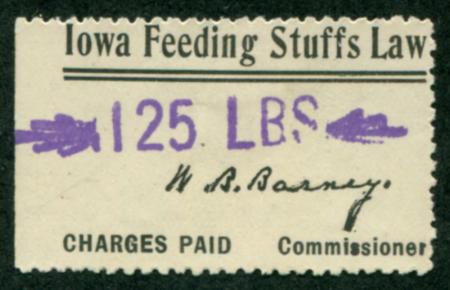 Iowa Feeding Stuffs Law
125 LBS
W. B. Barney.
CHARGES PAID Commissioner